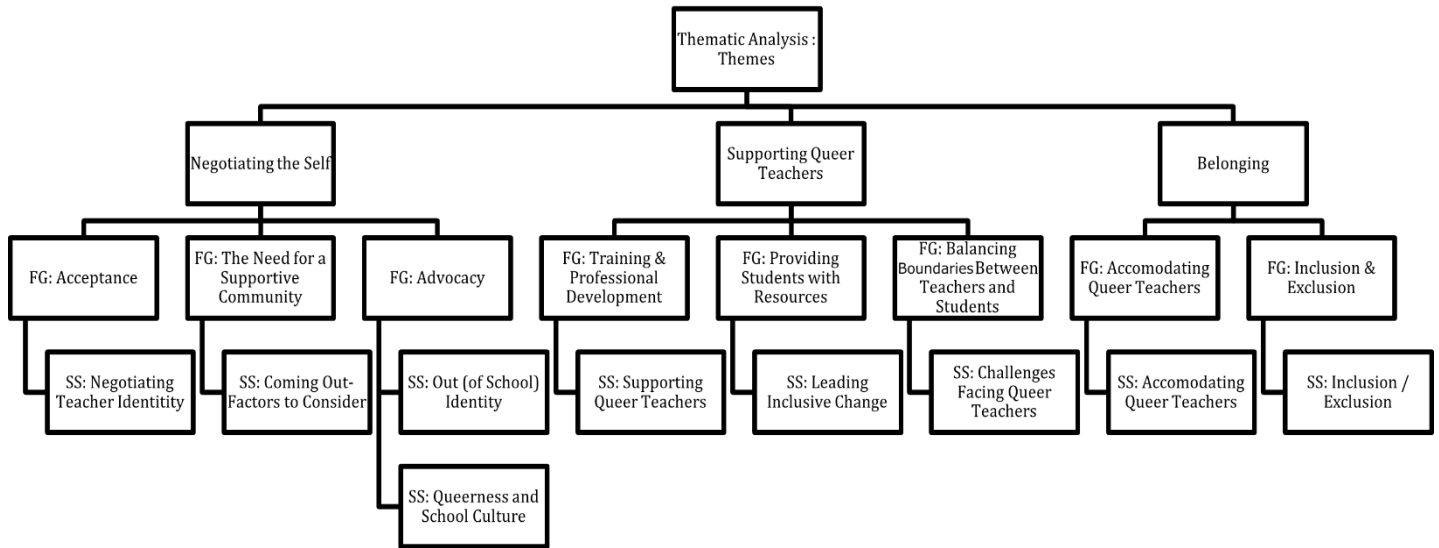 Thematic Analysis :
Themes
Negotiating the Self
Supporting Queer
Teachers
Belonging
FG: Acceptance
FG: The Need for a
Supportive
Community
FG: Advocacy
FG: Training &
Professional
Development
FG: Providing
Students with
Resources
FG: Balancing
Boundaries Between
Teachers and
Students
FG: Accomodating
Queer Teachers
FG: Inclusion &
Exclusion
SS: Negotiating
Teacher Identitity
SS: Coming Out-
Factors to Consider
SS: Out (of School)
Identity
SS: Supporting
Queer Teachers
SS: Leading
Inclusive Change
SS: Challenges
Facing Queer
Teachers
SS: Accomodating
Queer Teachers
SS: Inclusion /
Exclusion
SS: Queerness and
School Culture